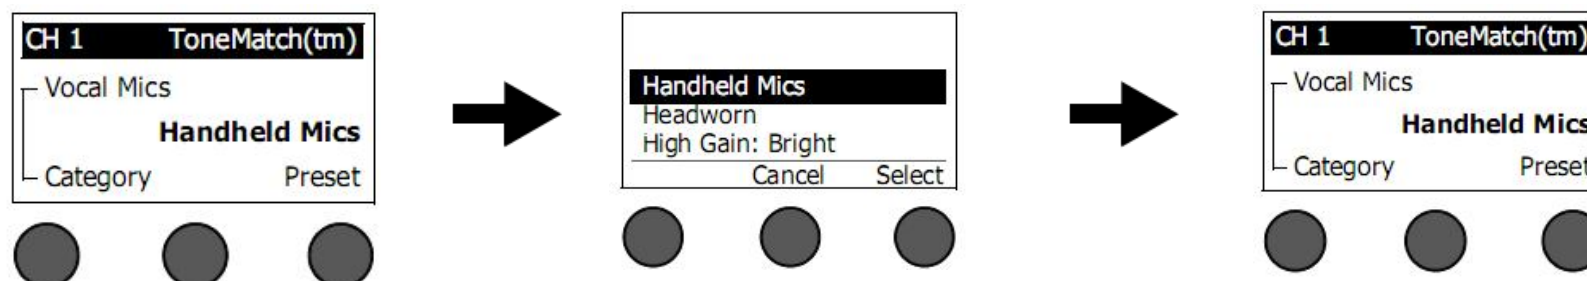 CH 1 ToneMatch(tm)
Vocal Mics
Handheld Mics
Category Preset
Handheld Mics
Headworn
High Gain: Bright
Cancel Select
CH 1 ToneMatch(tm)
Vocal Mics
Handheld Mics
Category Preset